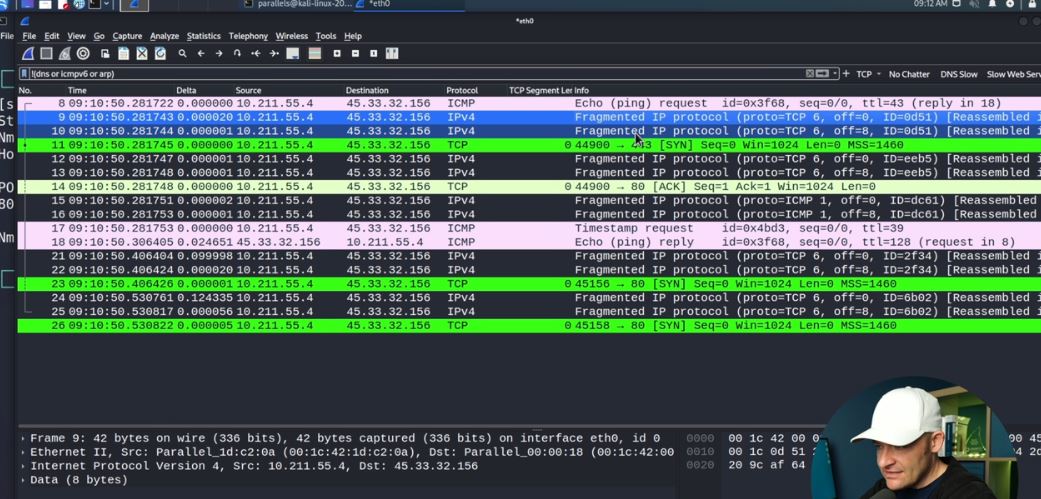 parallels@kali-linux-20... *eth0 09:12 AM
*eth0
File Edit View Go Capture Analyze Statistics Telephony Wireless Tools Help
!(dns or icmpv6 or arp) + TCP No Chatter DNS Slow Slow Web Serv
No. Time Delta Source Destination Protocol TCP Segment Len Info
8 09:10:50.281722 0.000000 10.211.55.4 45.33.32.156 ICMP Echo (ping) request id=0x3f68, seq=0/0, ttl=43 (reply in 18)
9 09:10:50.281743 0.000020 10.211.55.4 45.33.32.156 IPv4 Fragmented IP protocol (proto=TCP 6, off=0, ID=0d51) [Reassembled i
10 09:10:50.281744 0.000001 10.211.55.4 45.33.32.156 IPv4 Fragmented IP protocol (proto=TCP 6, off=8, ID=0d51) [Reassembled i
11 09:10:50.281745 0.000000 10.211.55.4 45.33.32.156 TCP 0 44900 → [SYN] Seq=0 Win=1024 Len=0 MSS=1460
12 09:10:50.281747 0.000001 10.211.55.4 45.33.32.156 IPv4 Fragmented IP protocol (proto=TCP 6, off=0, ID=eeb5) [Reassembled i
13 09:10:50.281748 0.000001 10.211.55.4 45.33.32.156 IPv4 Fragmented IP protocol (proto=TCP 6, off=8, ID=eeb5) [Reassembled i
14 09:10:50.281748 0.000000 10.211.55.4 45.33.32.156 TCP 0 44900 → 80 [ACK] Seq=1 Ack=1 Win=1024 Len=0
15 09:10:50.281751 0.000002 10.211.55.4 45.33.32.156 IPv4 Fragmented IP protocol (proto=ICMP 1, off=0, ID=dc61) [Reassembled
16 09:10:50.281753 0.000001 10.211.55.4 45.33.32.156 IPv4 Fragmented IP protocol (proto=ICMP 1, off=8, ID=dc61) [Reassembled
17 09:10:50.281753 0.000000 10.211.55.4 45.33.32.156 ICMP Timestamp request id=0x4bd3, seq=0/0, ttl=39
18 09:10:50.306405 0.024651 45.33.32.156 10.211.55.4 ICMP Echo (ping) reply id=0x3f68, seq=0/0, ttl=128 (request in 8)
21 09:10:50.406404 0.099998 10.211.55.4 45.33.32.156 IPv4 Fragmented IP protocol (proto=TCP 6, off=0, ID=2f34) [Reassembled i
22 09:10:50.406424 0.000020 10.211.55.4 45.33.32.156 IPv4 Fragmented IP protocol (proto=TCP 6, off=8, ID=2f34) [Reassembled i
23 09:10:50.406426 0.000001 10.211.55.4 45.33.32.156 TCP 0 45156 → 80 [SYN] Seq=0 Win=1024 Len=0 MSS=1460
24 09:10:50.530761 0.124335 10.211.55.4 45.33.32.156 IPv4 Fragmented IP protocol (proto=TCP 6, off=0, ID=6b02) [Reassembled i
25 09:10:50.530817 0.000056 10.211.55.4 45.33.32.156 IPv4 Fragmented IP protocol (proto=TCP 6, off=8, ID=6b02) [Reassembled i
26 09:10:50.530822 0.000005 10.211.55.4 45.33.32.156 TCP 0 45158 → 80 [SYN] Seq=0 Win=1024 Len=0 MSS=1460
Frame 9: 42 bytes on wire (336 bits), 42 bytes captured (336 bits) on interface eth0, id 0 0000 00 1c 42 00 0
Ethernet II, Src: Parallel_1d:c2:0a (00:1c:42:1d:c2:0a), Dst: Parallel_00:00:18 (00:1c:42:00 0010 00 1c 0d 51
Internet Protocol Version 4, Src: 10.211.55.4, Dst: 45.33.32.156 0020 20 9c af 64
Data (8 bytes)